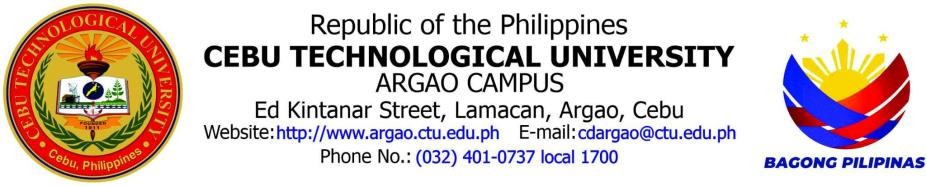 CEBU TECHNOLOGICAL UNIVERSITY
FOUNDED
1911
Cebu, Philippines
Republic of the Philippines
CEBU TECHNOLOGICAL UNIVERSITY
ARGAO CAMPUS
Ed Kintanar Street, Lamacan, Argao, Cebu
Website:http://www.argao.ctu.edu.ph E-mail:cdargao@ctu.edu.ph
Phone No.: (032) 401-0737 local 1700
BAGONG PILIPINAS